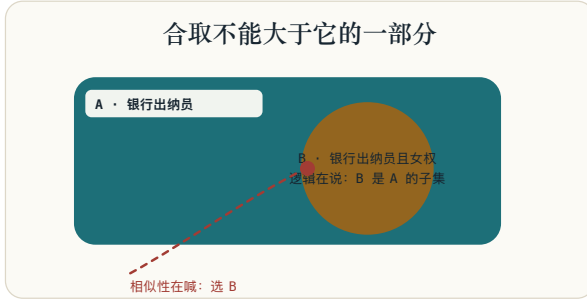 合取不能大于它的一部分
A · 银行出纳员
B · 银行出纳员且女权
逻辑在说: B 是 A 的子集
相似性在喊: 选 B